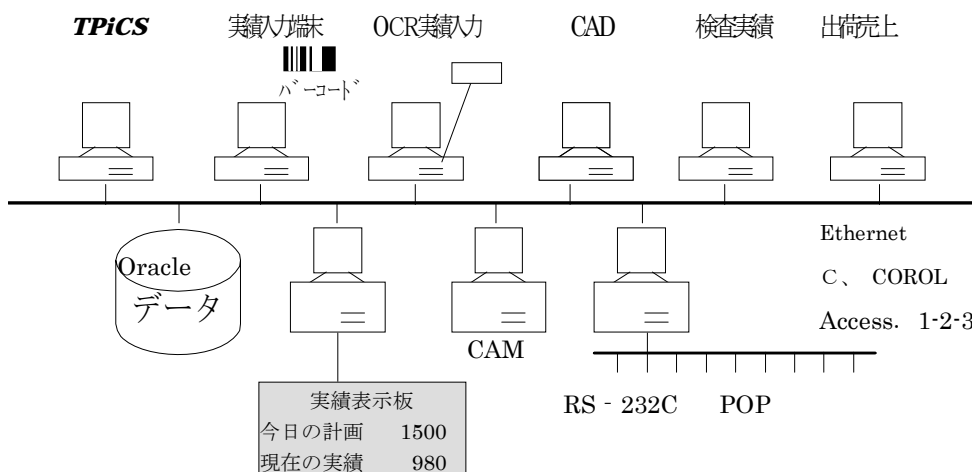 TPiCS
実績入力端末
OCR実績入力
CAD
検査実績
出荷売上
バーコード
Oracle
データ
CAM
Ethernet
C、 COROL
Access. 1-2-3
RS - 232C POP
実績表示板
今日の計画 1500
現在の実績 980